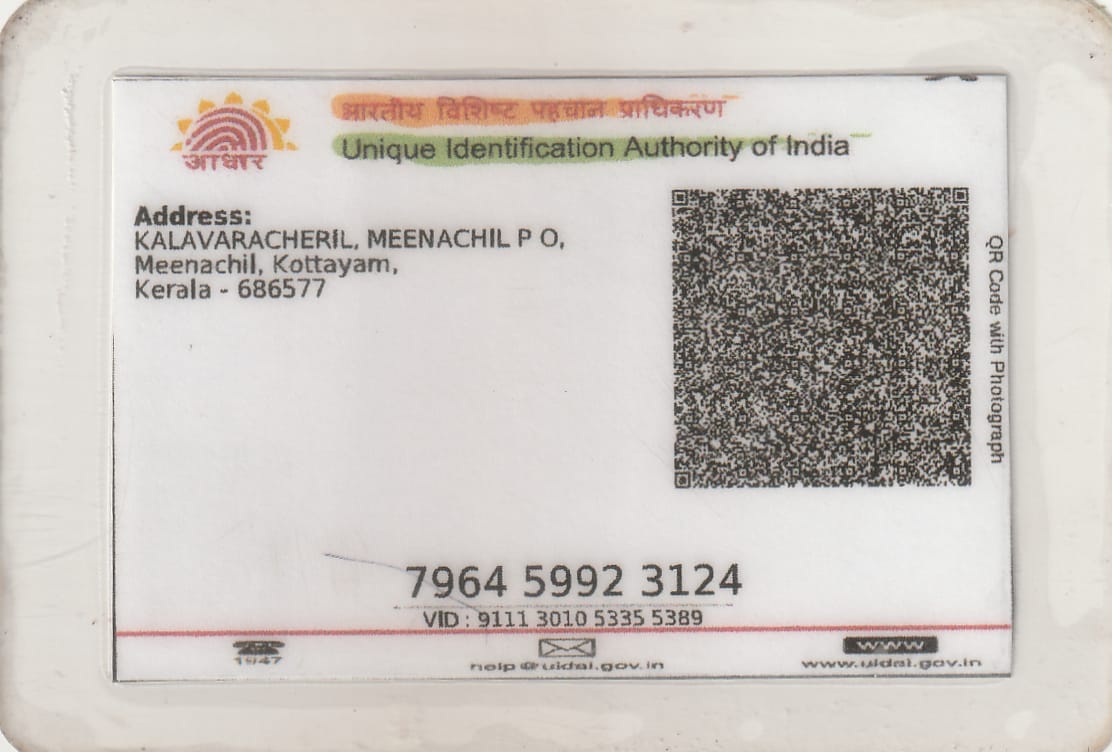 आधार
भारतीय विशिष्ट पहचान प्राधिकरण
Unique Identification Authority of India
Address:
KALAVARACHERIL, MEENACHIL P O,
Meenachil, Kottayam,
Kerala - 686577
QR Code with Photograph
7964 5992 3124
VID : 9111 3010 5335 5389
1947
help@uidai.gov.in
WWW
www.uidai.gov.in